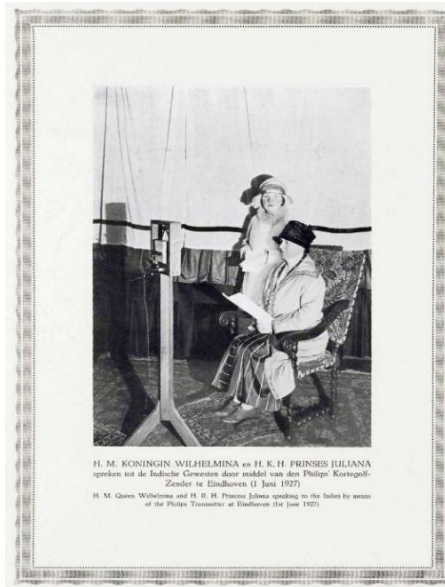 H. M. KONINGIN WILHELMINA en H. K. H. PRINSES JULIANA
spreken tot de Indische Gewesten door middel van den Philips' Kortegolf-
Zender te Eindhoven (1 Juni 1927)
H. M. Queen Wilhelmina and H. R. H. Princess Juliana speaking to the Indies by means
of the Philips Transmitter at Eindhoven (1st June 1927)